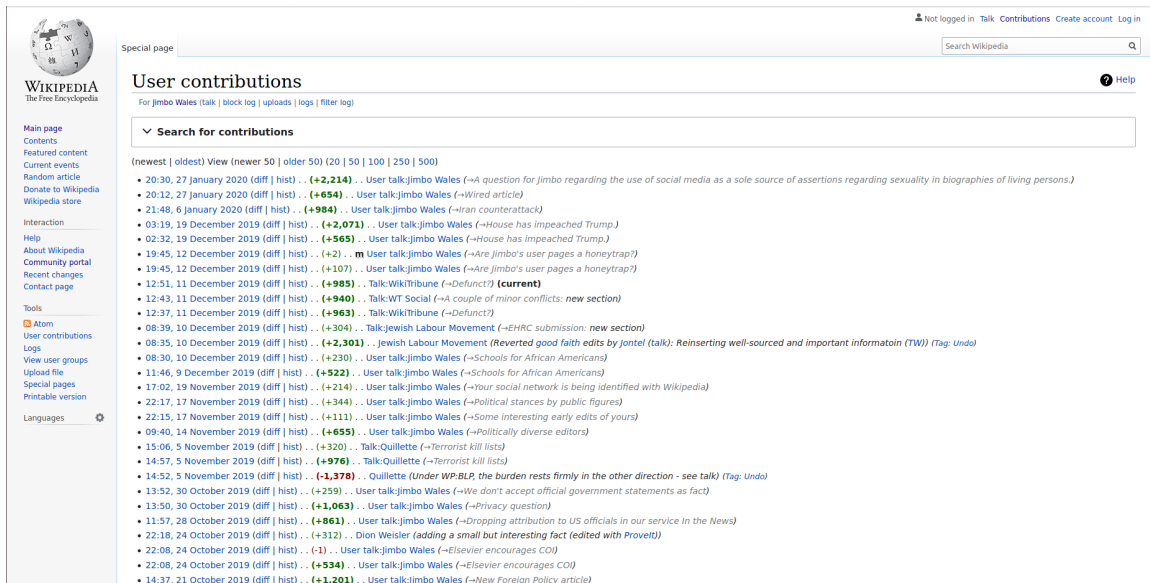 Not logged in Talk Contributions Create account Log in
Special page
Search Wikipedia
WIKIPEDIA
The Free Encyclopedia
Main page
Contents
Featured content
Current events
Random article
Donate to Wikipedia
Wikipedia store
Interaction
Help
About Wikipedia
Community portal
Recent changes
Contact page
Tools
Atom
User contributions
Logs
View user groups
Upload file
Special pages
Printable version
Languages
User contributions
Help
For Jimbo Wales (talk | block log | uploads | logs | filter log)
Search for contributions
(newest | oldest) View (newer 50 | older 50) (20 | 50 | 100 | 250 | 500)
• 20:30, 27 January 2020 (diff | hist) . . (+2,214) . . User talk:Jimbo Wales (→A question for Jimbo regarding the use of social media as a sole source of assertions regarding sexuality in biographies of living persons.)
• 20:12, 27 January 2020 (diff | hist) . . (+654) . . User talk:Jimbo Wales (→Wired article)
• 21:48, 6 January 2020 (diff | hist) . . (+984) . . User talk:Jimbo Wales (→Iran counterattack)
• 03:19, 19 December 2019 (diff | hist) . . (+2,071) . . User talk:Jimbo Wales (→House has impeached Trump.)
• 02:32, 19 December 2019 (diff | hist) . . (+565) . . User talk:Jimbo Wales (→House has impeached Trump.)
• 19:45, 12 December 2019 (diff | hist) . . (+2) . . m User talk:Jimbo Wales (→Are Jimbo's user pages a honeytrap?)
• 19:45, 12 December 2019 (diff | hist) . . (+107) . . User talk:Jimbo Wales (→Are Jimbo's user pages a honeytrap?)
• 12:51, 11 December 2019 (diff | hist) . . (+985) . . Talk:WikiTribune (→Defunct?) (current)
• 12:43, 11 December 2019 (diff | hist) . . (+940) . . Talk:WT Social (→A couple of minor conflicts: new section)
• 12:37, 11 December 2019 (diff | hist) . . (+963) . . Talk:WikiTribune (→Defunct?)
• 08:39, 10 December 2019 (diff | hist) . . (+304) . . Talk:Jewish Labour Movement (→EHRC submission: new section)
• 08:35, 10 December 2019 (diff | hist) . . (+2,301) . . Jewish Labour Movement (Reverted good faith edits by Jontel (talk): Reinserting well-sourced and important informatoin (TW)) (Tag: Undo)
• 08:30, 10 December 2019 (diff | hist) . . (+230) . . User talk:Jimbo Wales (→Schools for African Americans)
• 11:46, 9 December 2019 (diff | hist) . . (+522) . . User talk:Jimbo Wales (→Schools for African Americans)
• 17:02, 19 November 2019 (diff | hist) . . (+214) . . User talk:Jimbo Wales (→Your social network is being identified with Wikipedia)
• 22:17, 17 November 2019 (diff | hist) . . (+344) . . User talk:Jimbo Wales (→Political stances by public figures)
• 22:15, 17 November 2019 (diff | hist) . . (+111) . . User talk:Jimbo Wales (→Some interesting early edits of yours)
• 09:40, 14 November 2019 (diff | hist) . . (+655) . . User talk:Jimbo Wales (→Politically diverse editors)
• 15:06, 5 November 2019 (diff | hist) . . (+320) . . Talk:Quillette (→Terrorist kill lists)
• 14:57, 5 November 2019 (diff | hist) . . (+976) . . Talk:Quillette (→Terrorist kill lists)
• 14:52, 5 November 2019 (diff | hist) . . (-1,378) . . Quillette (Under WP:BLP, the burden rests firmly in the other direction - see talk) (Tag: Undo)
• 13:52, 30 October 2019 (diff | hist) . . (+259) . . User talk:Jimbo Wales (→We don't accept official government statements as fact)
• 13:50, 30 October 2019 (diff | hist) . . (+1,063) . . User talk:Jimbo Wales (→Privacy question)
• 11:57, 28 October 2019 (diff | hist) . . (+861) . . User talk:Jimbo Wales (→Dropping attribution to US officials in our service In the News)
• 22:18, 24 October 2019 (diff | hist) . . (+312) . . Dion Weisler (adding a small but interesting fact (edited with ProveIt))
• 22:08, 24 October 2019 (diff | hist) . . (-1) . . User talk:Jimbo Wales (→Elsevier encourages COI)
• 22:08, 24 October 2019 (diff | hist) . . (+534) . . User talk:Jimbo Wales (→Elsevier encourages COI)
• 14:37, 21 October 2019 (diff | hist) . . (+1,201) . . User talk:Jimbo Wales (→New Foreign Policy article)